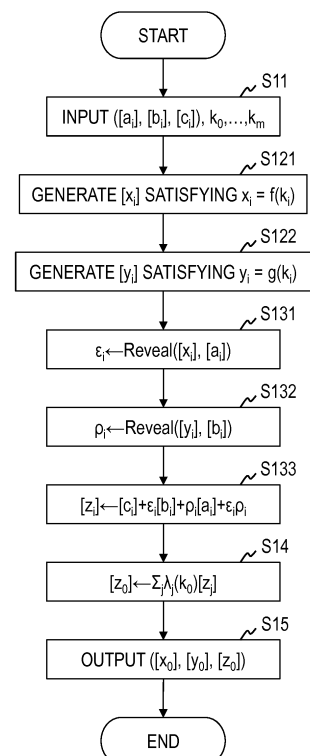 START
S11
INPUT ([aᵢ], [bᵢ], [cᵢ]), k₀,...,kₘ
S121
GENERATE [xᵢ] SATISFYING xᵢ = f(kᵢ)
S122
GENERATE [yᵢ] SATISFYING yᵢ = g(kᵢ)
S131
εᵢ←Reveal([xᵢ], [aᵢ])
S132
ρᵢ←Reveal([yᵢ], [bᵢ])
S133
[zᵢ]←[cᵢ]+εᵢ[bᵢ]+ρᵢ[aᵢ]+εᵢρᵢ
S14
[z₀]←Σⱼλⱼ(k₀)[zⱼ]
S15
OUTPUT ([x₀], [y₀], [z₀])
END